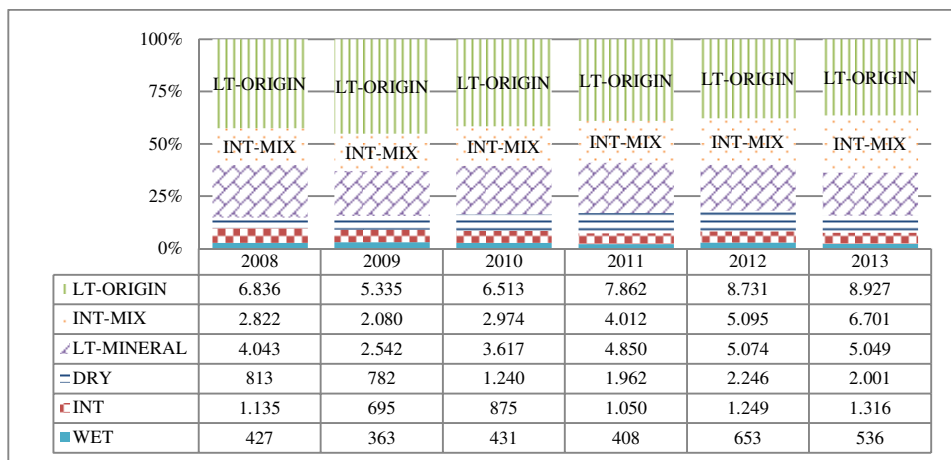 100%
LT-ORIGIN LT-ORIGIN LT-ORIGIN LT-ORIGIN LT-ORIGIN LT-ORIGIN
75%
50%
INT-MIX INT-MIX INT-MIX INT-MIX INT-MIX INT-MIX
25%
0%
2008 2009 2010 2011 2012 2013
LT-ORIGIN 6.836 5.335 6.513 7.862 8.731 8.927
INT-MIX 2.822 2.080 2.974 4.012 5.095 6.701
LT-MINERAL 4.043 2.542 3.617 4.850 5.074 5.049
DRY 813 782 1.240 1.962 2.246 2.001
INT 1.135 695 875 1.050 1.249 1.316
WET 427 363 431 408 653 536